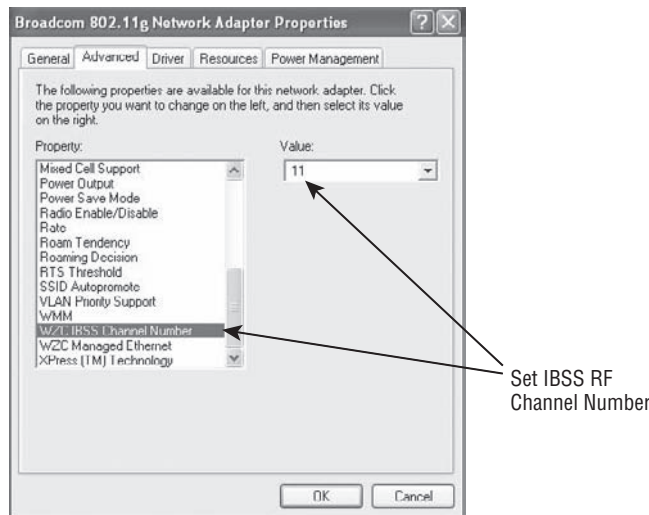 Broadcom 802.11g Network Adapter Properties
General Advanced Driver Resources Power Management
The following properties are available for this network adapter. Click
the property you want to change on the left, and then select its value
on the right.
Property:
Value:
Mixed Cell Support
11
Power Output
Power Save Mode
Radio Enable/Disable
Rate
Roam Tendency
Roaming Decision
RTS Threshold
SSID Autopromote
VLAN Priority Support
WMM
WZC IBSS Channel Number
WZC Managed Ethernet
XPress (TM) Technology
Set IBSS RF
Channel Number
OK Cancel